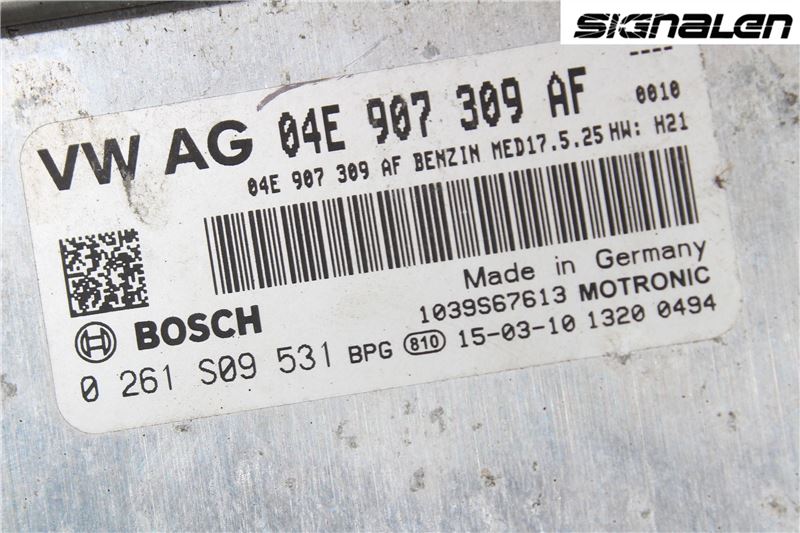 SIGNALEN
----
VW AG 04E 907 309 AF 0010
04E 907 309 AF BENZIN MED17.5.25 HW: H21
Made in Germany
1039S67613 MOTRONIC
BOSCH
0 261 S09 531 BPG 810 15-03-10 1320 0494